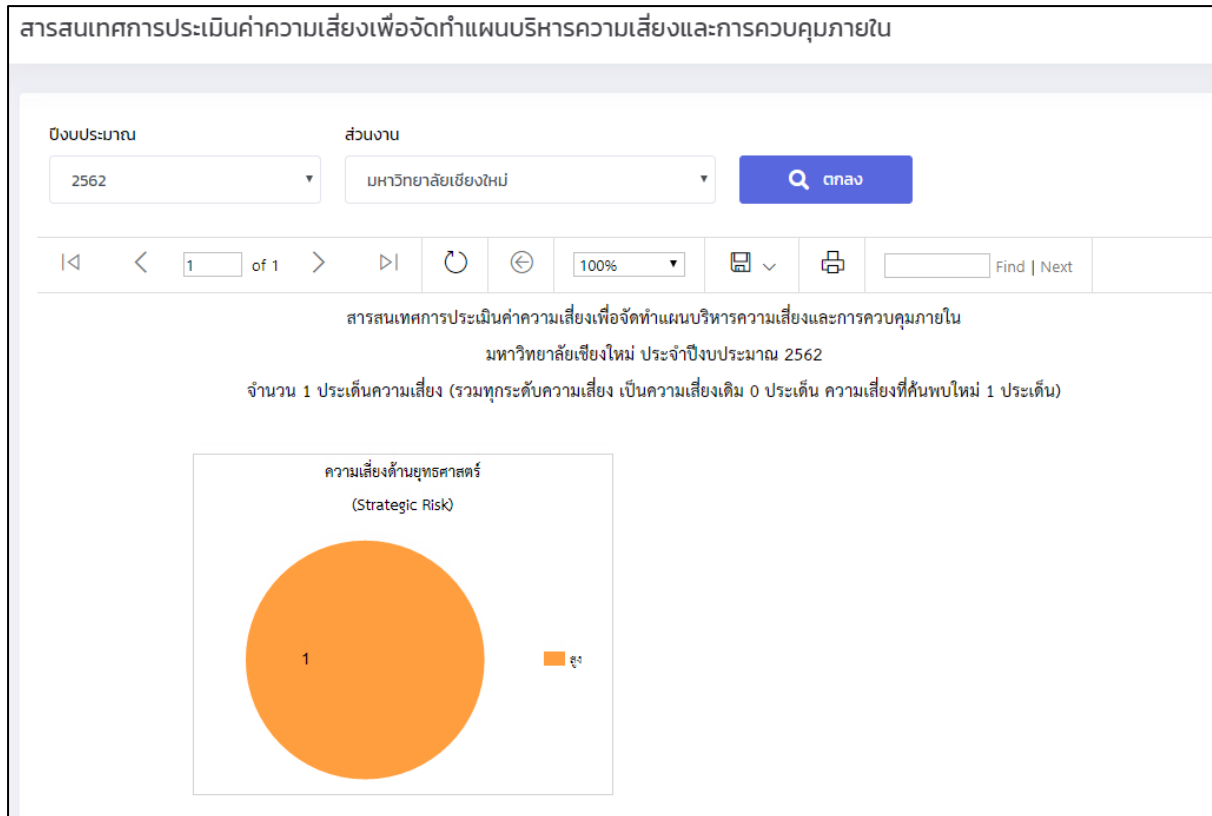 สารสนเทศการประเมินค่าความเสี่ยงเพื่อจัดทำแผนบริหารความเสี่ยงและการควบคุมภายใน
ปีงบประมาณ ส่วนงาน
2562 มหาวิทยาลัยเชียงใหม่ ตกลง
1 of 1 100% Find | Next
สารสนเทศการประเมินค่าความเสี่ยงเพื่อจัดทำแผนบริหารความเสี่ยงและการควบคุมภายใน
มหาวิทยาลัยเชียงใหม่ ประจำปีงบประมาณ 2562
จำนวน 1 ประเด็นความเสี่ยง (รวมทุกระดับความเสี่ยง เป็นความเสี่ยงเดิม 0 ประเด็น ความเสี่ยงที่ค้นพบใหม่ 1 ประเด็น)
ความเสี่ยงด้านยุทธศาสตร์
(Strategic Risk)
1 สูง